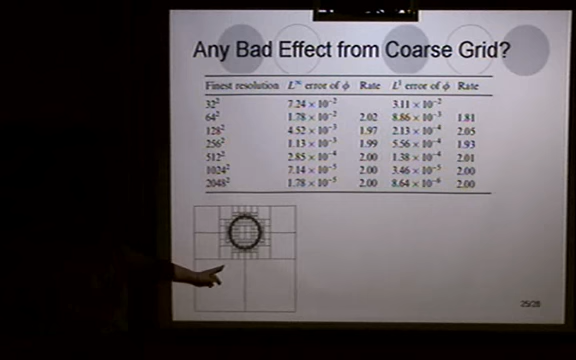 Any Bad Effect from Coarse Grid?
Finest resolution L∞ error of ϕ Rate L¹ error of ϕ Rate
32² 7.24 × 10⁻² 3.11 × 10⁻²
64² 1.78 × 10⁻² 2.02 8.86 × 10⁻³ 1.81
128² 4.52 × 10⁻³ 1.97 2.13 × 10⁻⁴ 2.05
256² 1.13 × 10⁻³ 1.99 5.56 × 10⁻⁴ 1.93
512² 2.85 × 10⁻⁴ 2.00 1.38 × 10⁻⁴ 2.01
1024² 7.14 × 10⁻⁵ 2.00 3.46 × 10⁻⁵ 2.00
2048² 1.78 × 10⁻⁵ 2.00 8.64 × 10⁻⁶ 2.00
25/28